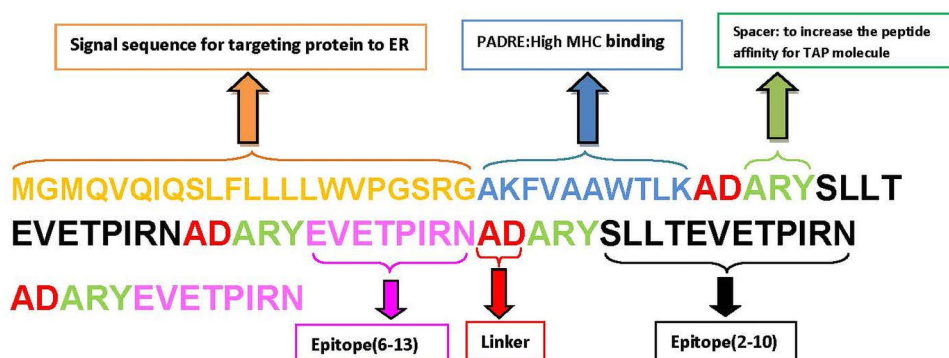 Signal sequence for targeting protein to ER
PADRE:High MHC binding
Spacer: to increase the peptide
affinity for TAP molecule
MGMQVQIQSLFLLLLWVPGSRGAKFVAAWTLKADARYSLLT
EVETPIRNADARYEVETPIRNADARYSLLTEVETPIRN
ADARYEVETPIRN
Epitope(6-13)
Linker
Epitope(2-10)